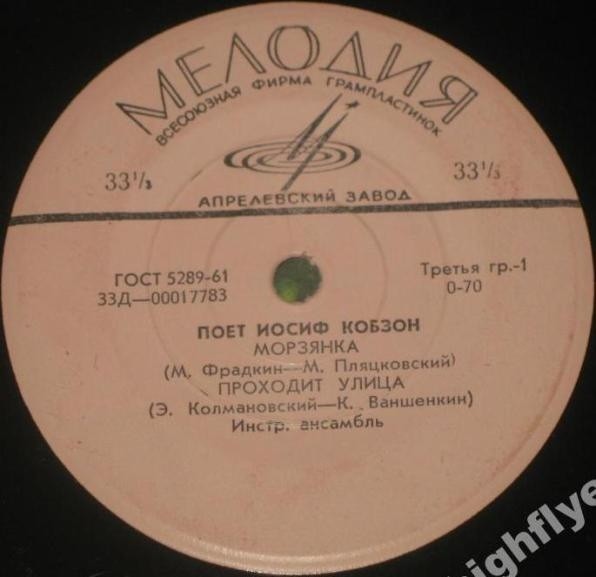 МЕЛОДИЯ
ВСЕСОЮЗНАЯ ФИРМА ГРАМПЛАСТИНОК
33⅓ 33⅓
АПРЕЛЕВСКИЙ ЗАВОД
ГОСТ 5289-61 Третья гр.-1
33Д—00017783 0-70
ПОЕТ ИОСИФ КОБЗОН
МОРЗЯНКА
(М. Фрадкин—М. Пляцковский)
ПРОХОДИТ УЛИЦА
(Э. Колмановский—К. Ваншенкин)
Инстр. ансамбль